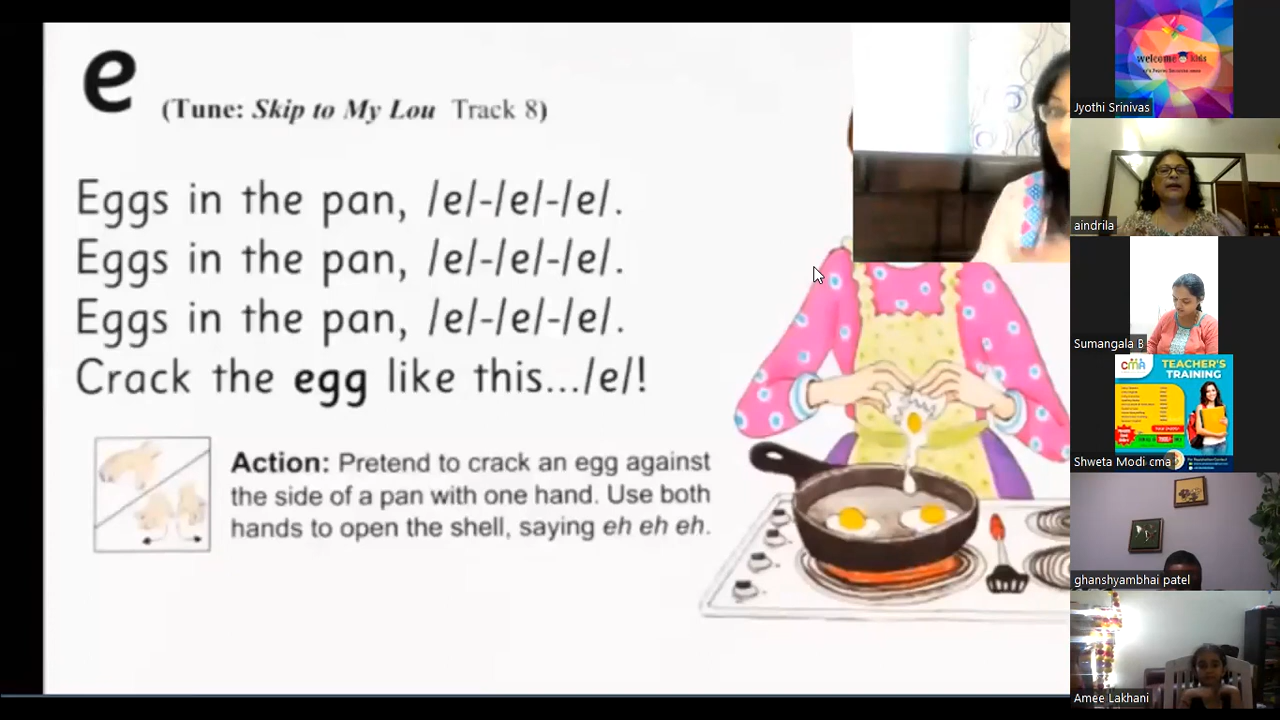 e
(Tune: Skip to My Lou Track 8)
Eggs in the pan, /e/-/e/-/e/.
Eggs in the pan, /e/-/e/-/e/.
Eggs in the pan, /e/-/e/-/e/.
Crack the egg like this.../e/!
Action: Pretend to crack an egg against
the side of a pan with one hand. Use both
hands to open the shell, saying eh eh eh.
welcome kids
Jyothi Srinivas
aindrila
Sumangala B
cma
TEACHER'S
TRAINING
Shweta Modi cma
ghanshyambhai patel
Amee Lakhani